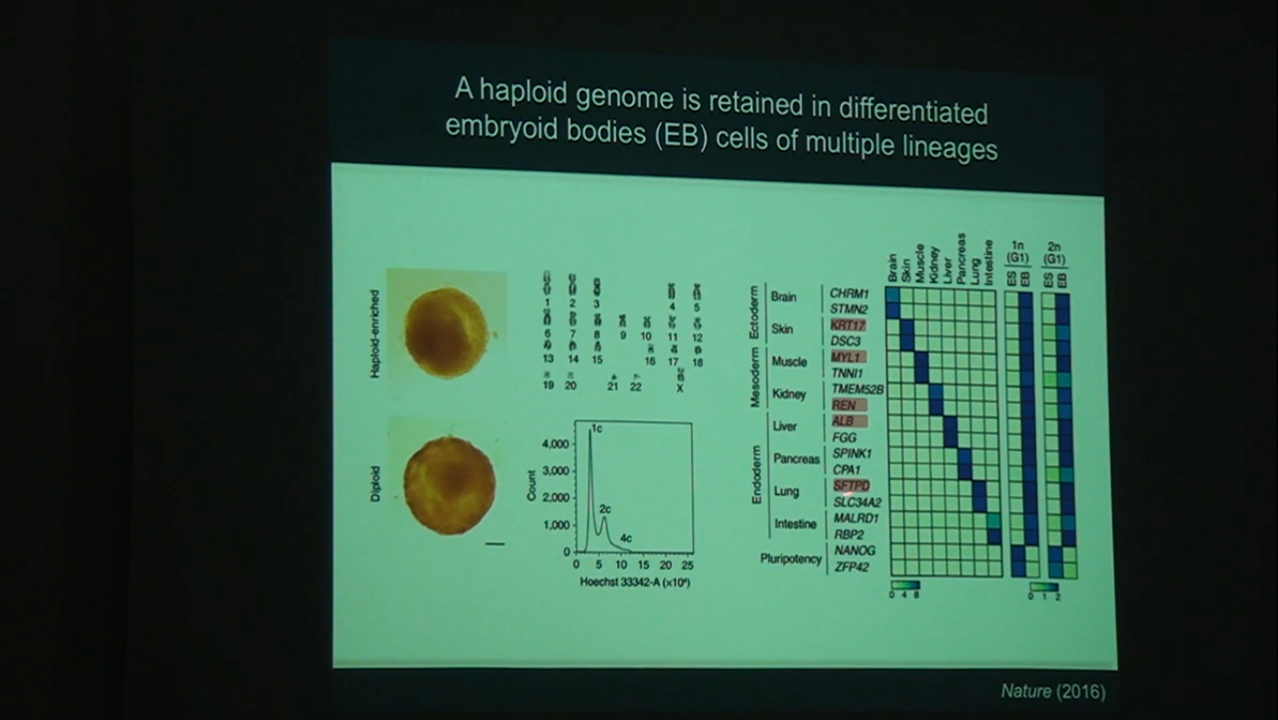 A haploid genome is retained in differentiated
embryoid bodies (EB) cells of multiple lineages
Haploid-enriched
Diploid
1 2 3 4 5
6 7 8 9 10 11 12
13 14 15 16 17 18
19 20 21 22 X
Count
4,000
3,000
2,000
1,000
0
1c
2c
4c
0 5 10 15 20 25
Brain
Skin
Muscle
Kidney
Liver
Pancreas
Lung
Intestine
1n
(G1)
ES
EB
2n
(G1)
ES
EB
Ectoderm
Mesoderm
Endoderm
Brain
CHRM1
STMN2
Skin
KRT17
DSC3
Muscle
MYL1
TNNI1
Kidney
TMEM52B
REN
Liver
ALB
FGG
Pancreas
SPINK1
CPA1
Lung
SFTPD
SLC34A2
Intestine
MALRD1
RBP2
Pluripotency
NANOG
ZFP42
0 4 8
0 1 2
Hoechst 33342-A
Nature (2016)